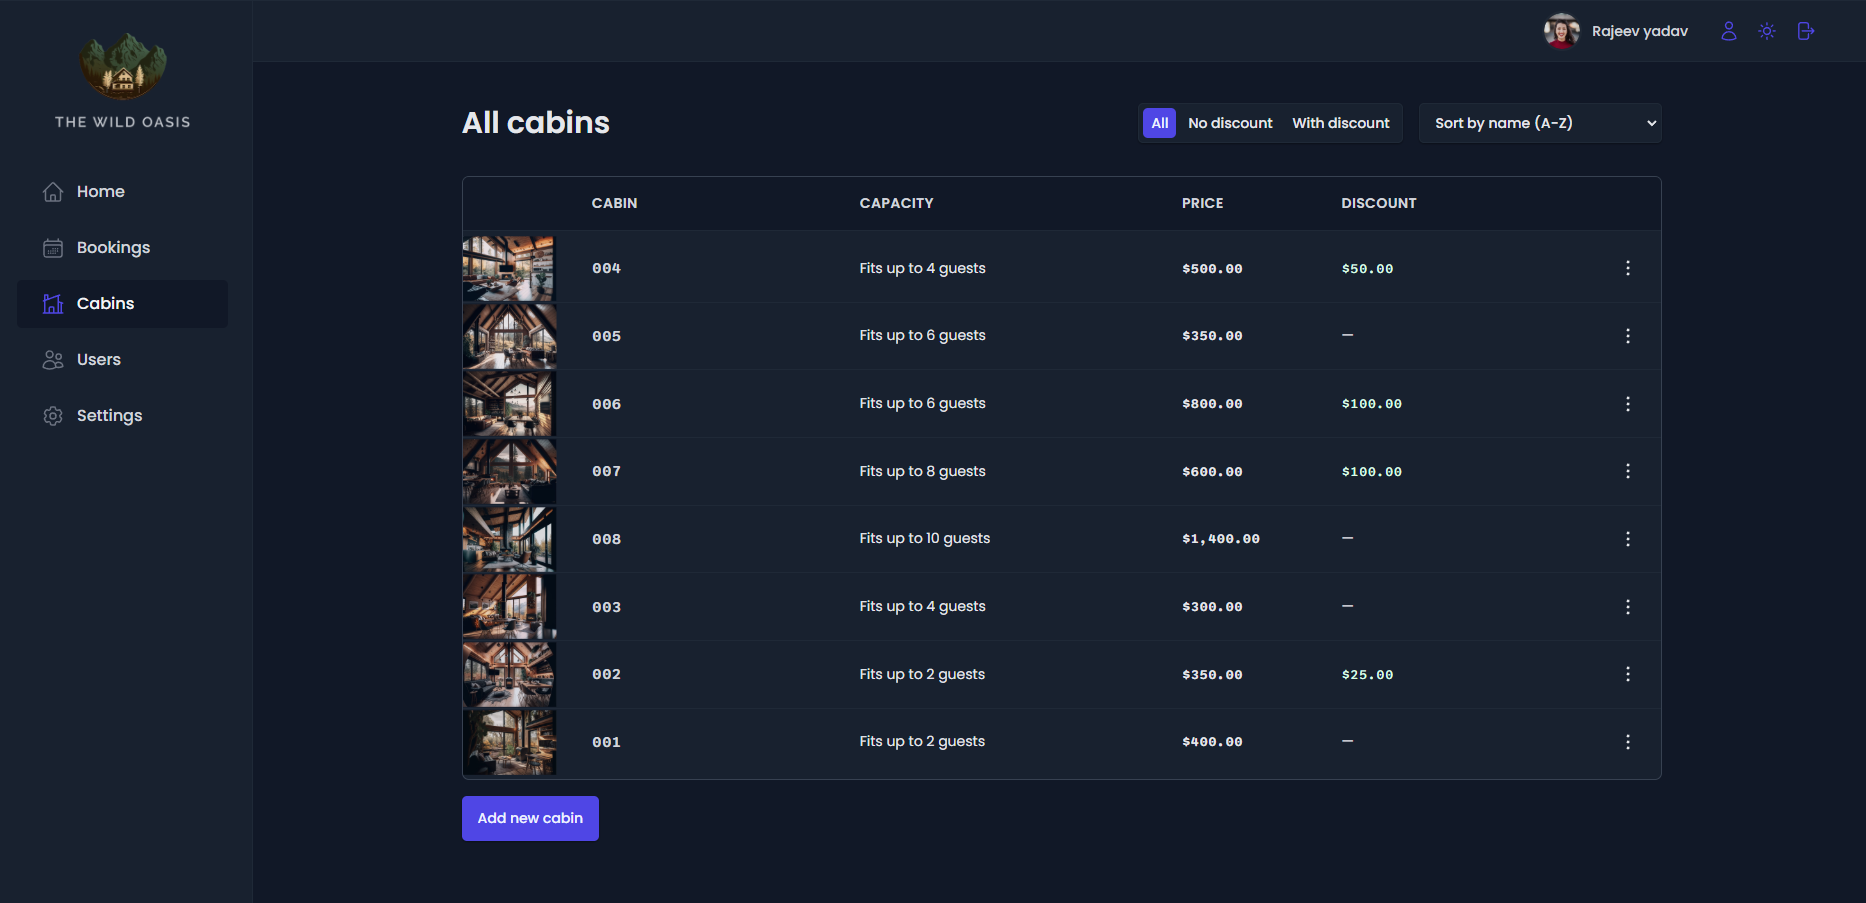 THE WILD OASIS
Home
Bookings
Cabins
Users
Settings
Rajeev yadav
All cabins
All No discount With discount Sort by name (A-Z)
CABIN CAPACITY PRICE DISCOUNT
004 Fits up to 4 guests $500.00 $50.00
005 Fits up to 6 guests $350.00 —
006 Fits up to 6 guests $800.00 $100.00
007 Fits up to 8 guests $600.00 $100.00
008 Fits up to 10 guests $1,400.00 —
003 Fits up to 4 guests $300.00 —
002 Fits up to 2 guests $350.00 $25.00
001 Fits up to 2 guests $400.00 —
Add new cabin